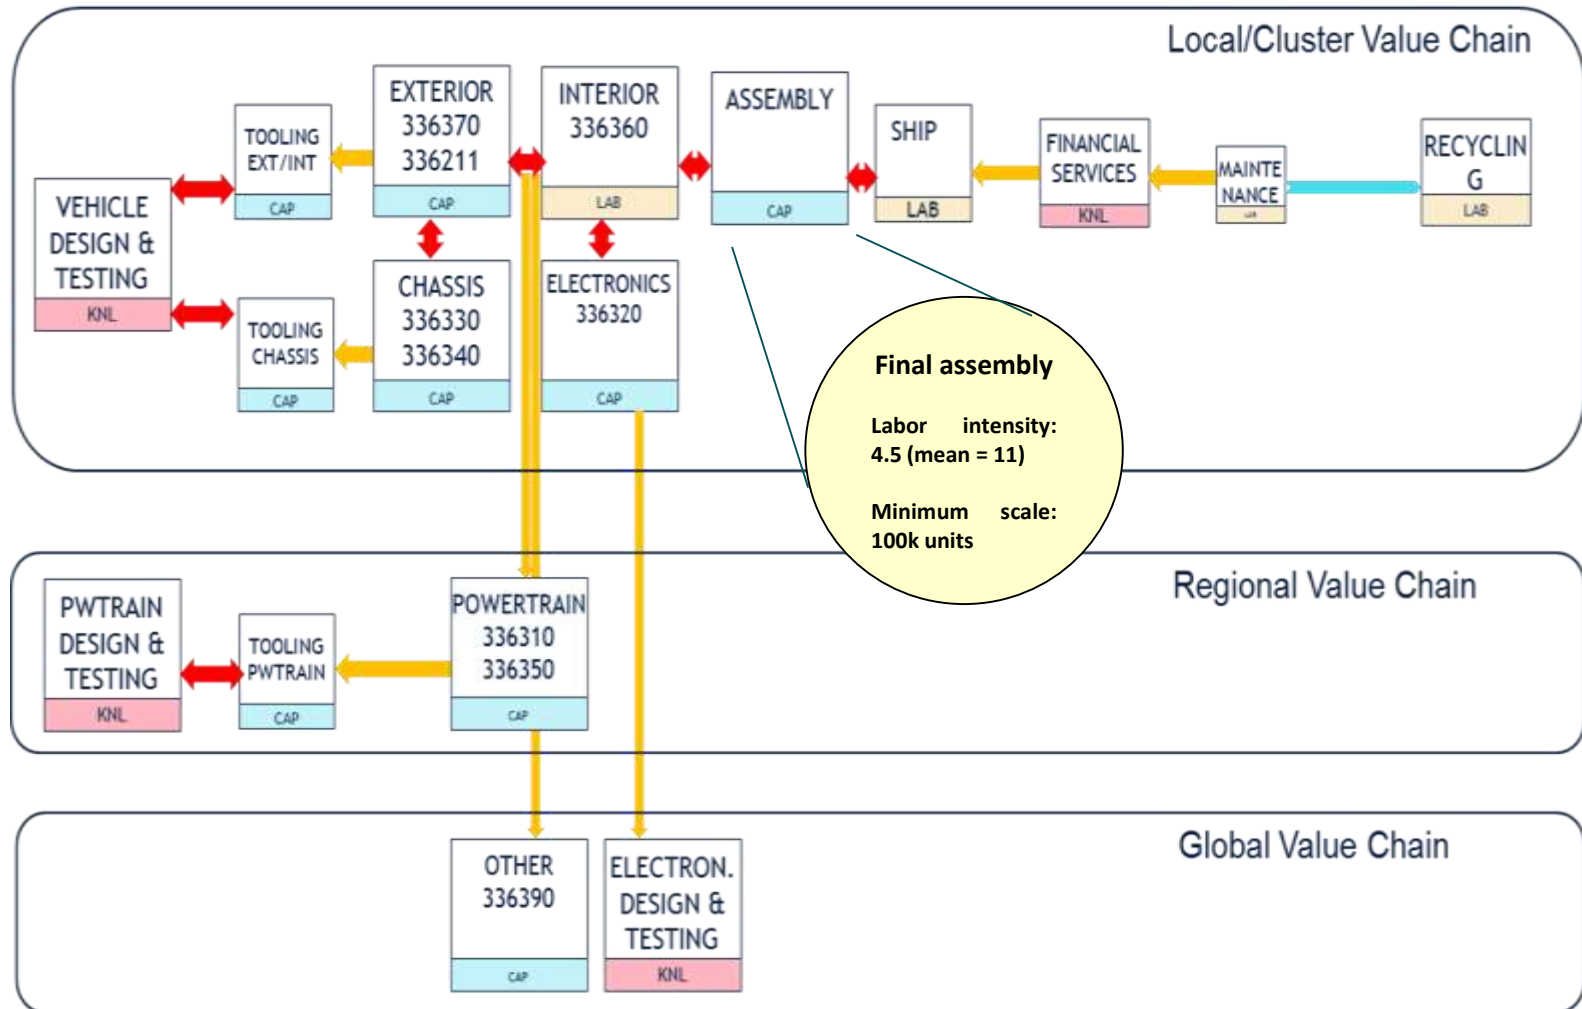 Local/Cluster Value Chain
VEHICLE
DESIGN &
TESTING
KNL
TOOLING
EXT/INT
CAP
TOOLING
CHASSIS
CAP
EXTERIOR
336370
336211
CAP
CHASSIS
336330
336340
CAP
INTERIOR
336360
LAB
ELECTRONICS
336320
CAP
ASSEMBLY
CAP
SHIP
LAB
FINANCIAL
SERVICES
KNL
MAINTE
NANCE
LAB
RECYCLIN
G
LAB
Final assembly
Labor intensity:
4.5 (mean = 11)
Minimum scale:
100k units
Regional Value Chain
PWTRAIN
DESIGN &
TESTING
KNL
TOOLING
PWTRAIN
CAP
POWERTRAIN
336310
336350
CAP
Global Value Chain
OTHER
336390
CAP
ELECTRON.
DESIGN &
TESTING
KNL